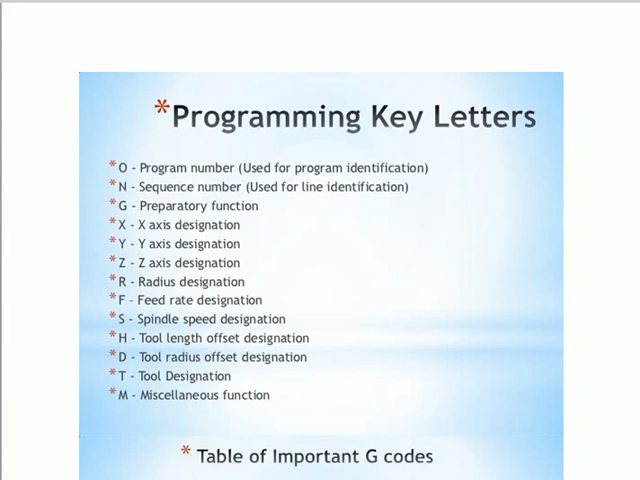 * Programming Key Letters
* O - Program number (Used for program identification)
* N - Sequence number (Used for line identification)
* G - Preparatory function
* X - X axis designation
* Y - Y axis designation
* Z - Z axis designation
* R - Radius designation
* F – Feed rate designation
* S - Spindle speed designation
* H - Tool length offset designation
* D - Tool radius offset designation
* T - Tool Designation
* M - Miscellaneous function
* Table of Important G codes